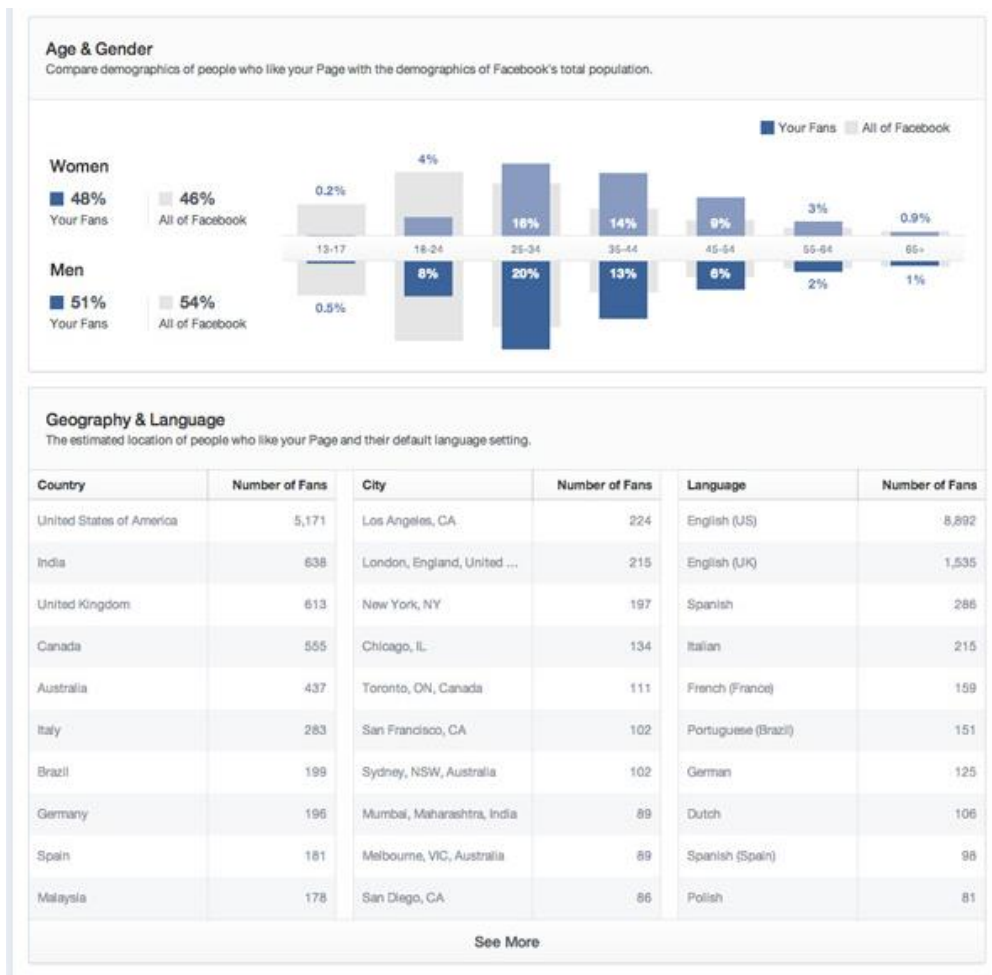 Age & Gender
Compare demographics of people who like your Page with the demographics of Facebook's total population.
Your Fans All of Facebook
Women
48% 46%
Your Fans All of Facebook
0.2% 4% 16% 14% 9% 3% 0.9%
13-17 18-24 25-34 35-44 45-54 55-64 65+
Men
51% 54%
Your Fans All of Facebook
0.5% 8% 20% 13% 6% 2% 1%
Geography & Language
The estimated location of people who like your Page and their default language setting.
Country Number of Fans City Number of Fans Language Number of Fans
United States of America 5,171 Los Angeles, CA 224 English (US) 8,892
India 638 London, England, United ... 215 English (UK) 1,535
United Kingdom 613 New York, NY 197 Spanish 286
Canada 555 Chicago, IL 134 Italian 215
Australia 437 Toronto, ON, Canada 111 French (France) 159
Italy 283 San Francisco, CA 102 Portuguese (Brazil) 151
Brazil 199 Sydney, NSW, Australia 102 German 125
Germany 196 Mumbai, Maharashtra, India 89 Dutch 106
Spain 181 Melbourne, VIC, Australia 89 Spanish (Spain) 98
Malaysia 178 San Diego, CA 86 Polish 81
See More